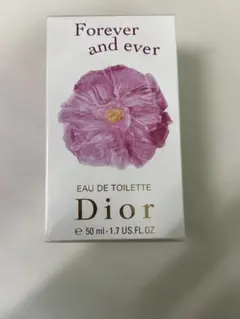 Forever
and ever
EAU DE TOILETTE
Dior
e 50 ml - 1.7 US.FL.OZ